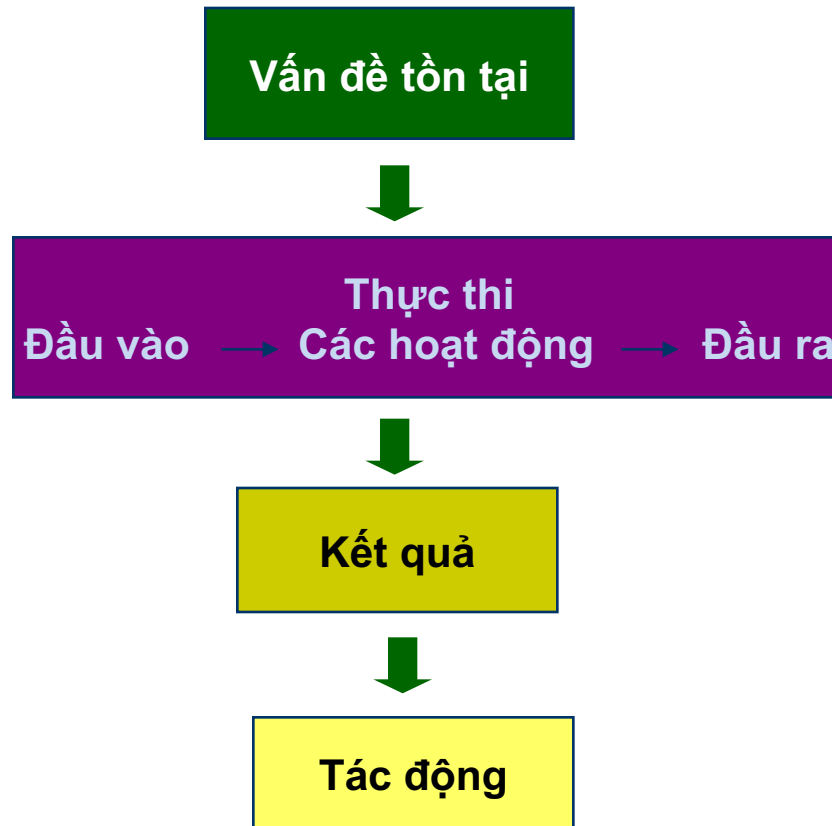 Vấn đề tồn tại
Thực thi
Đầu vào → Các hoạt động → Đầu ra
Kết quả
Tác động